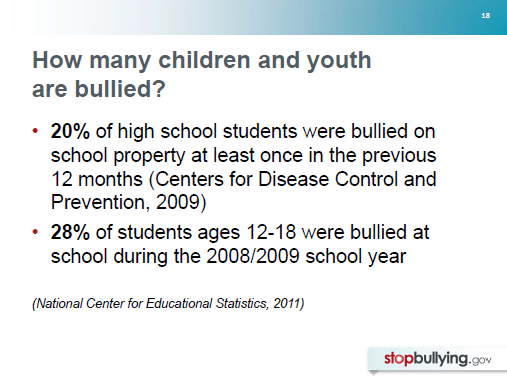 18
How many children and youth
are bullied?
• 20% of high school students were bullied on
school property at least once in the previous
12 months (Centers for Disease Control and
Prevention, 2009)
• 28% of students ages 12-18 were bullied at
school during the 2008/2009 school year
(National Center for Educational Statistics, 2011)
stopbullying.gov